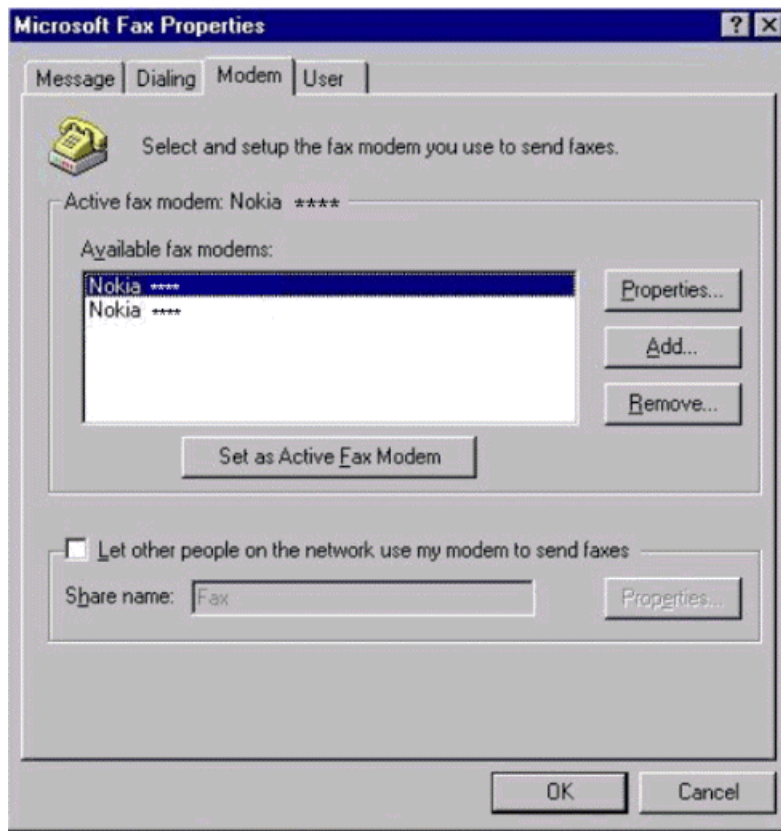 Microsoft Fax Properties
Message Dialing Modem User
Select and setup the fax modem you use to send faxes.
Active fax modem: Nokia ****
Available fax modems:
Nokia ****
Nokia ****
Properties...
Add...
Remove...
Set as Active Fax Modem
Let other people on the network use my modem to send faxes
Share name: Fax Properties...
OK Cancel